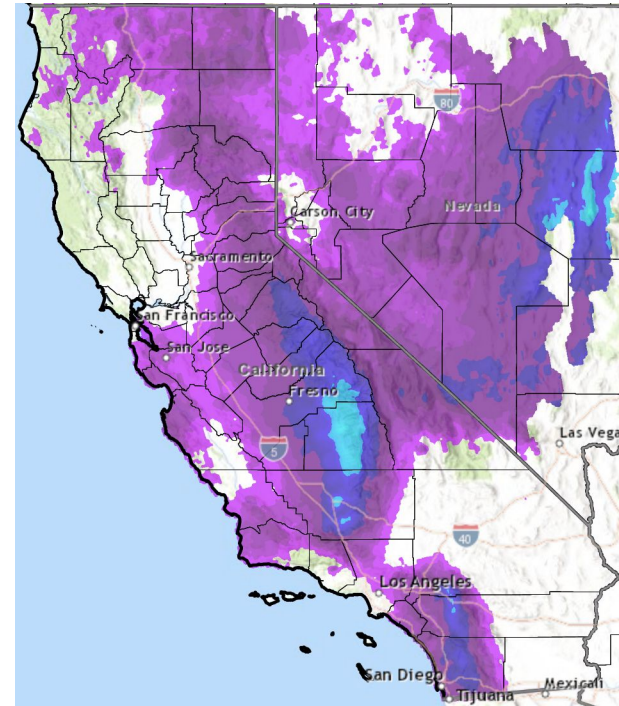 80
Carson City
Nevada
Sacramento
San Francisco
San Jose
California
Fresno
Las Vega
5
40
Los Angeles
San Diego
Tijuana
Mexicali